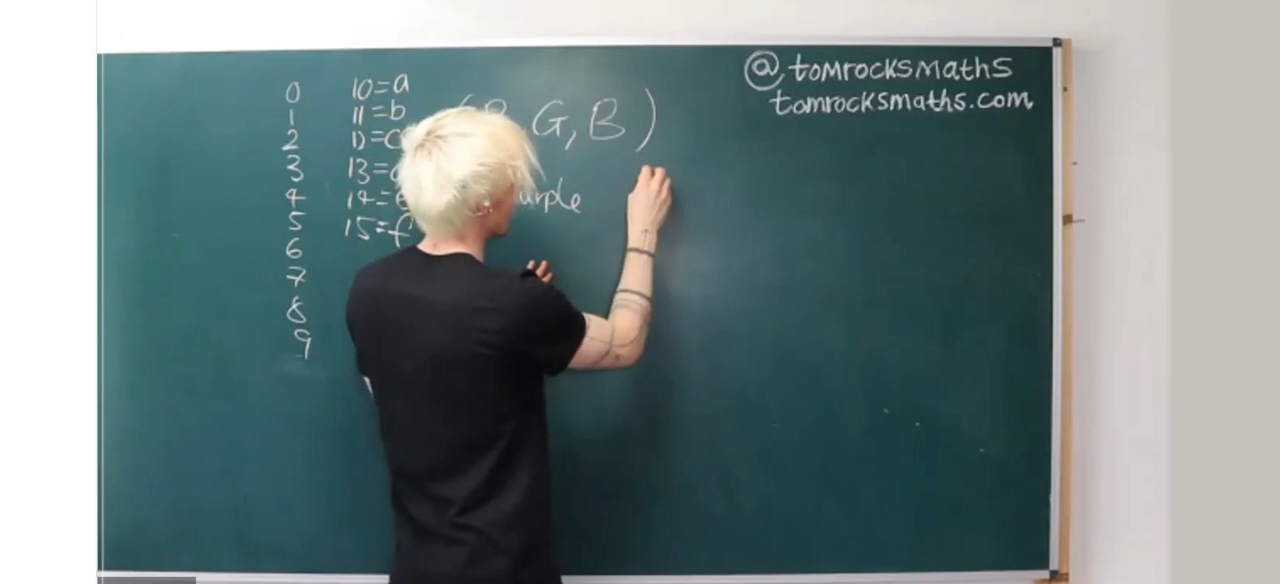 0
1
2
3
4
5
6
7
8
9
10=a
11=b
12=c
13=
14=e
15=f
G, B )
@tomrocksmaths
tomrocksmaths.com